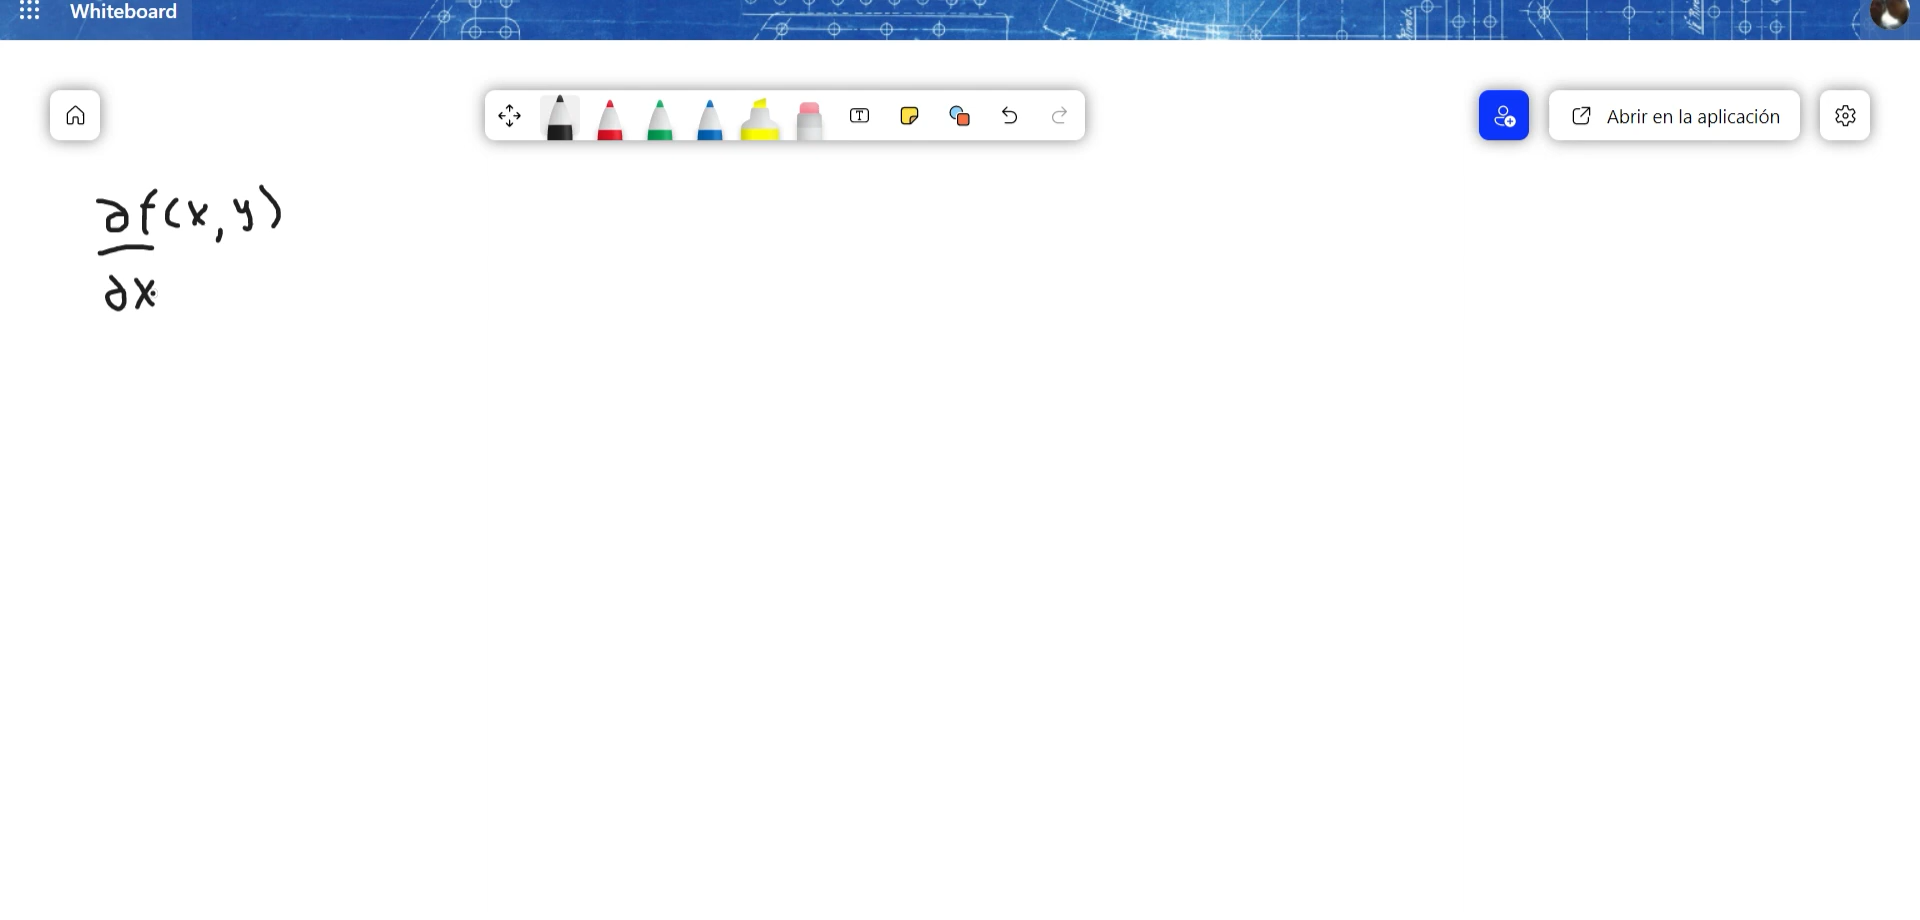 Whiteboard
Abrir en la aplicación
∂f(x,y)
∂x